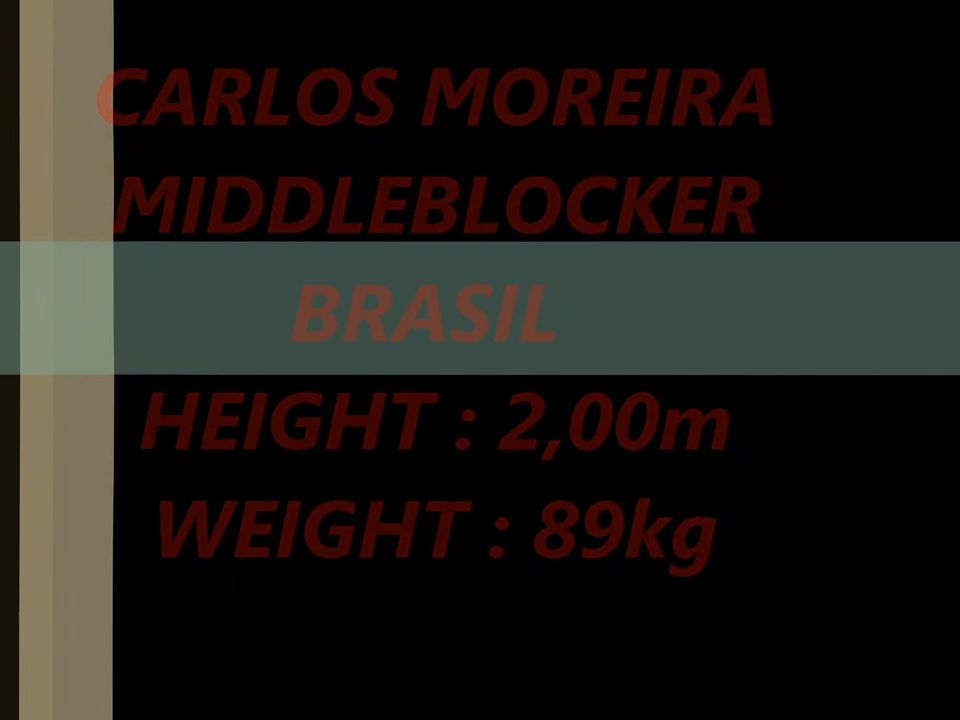 CARLOS MOREIRA
MIDDLEBLOCKER
BRASIL
HEIGHT : 2,00m
WEIGHT : 89kg